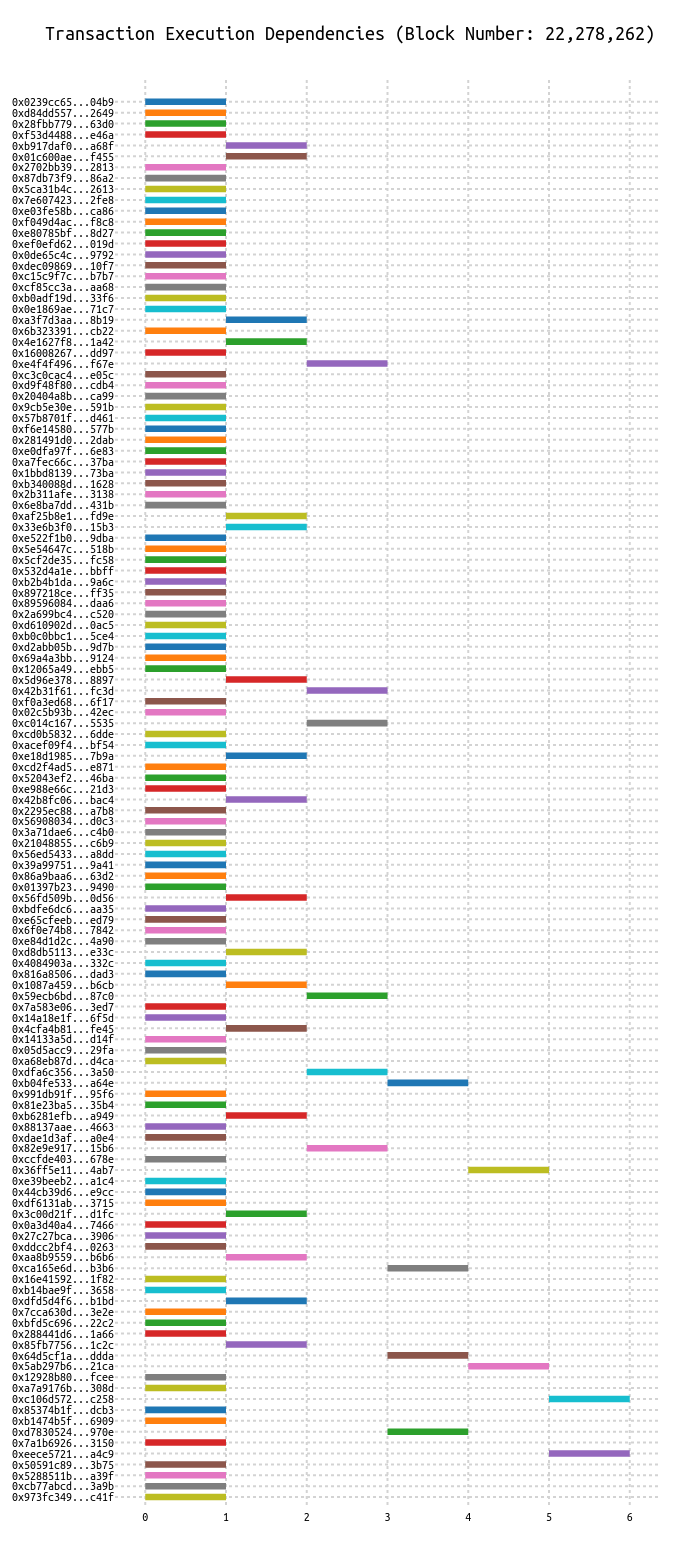 Transaction Execution Dependencies (Block Number: 22,278,262)
0x0239cc65...04b9
0xd84dd557...2649
0x28fbb779...63d0
0xf53d4488...e46a
0xb917daf0...a68f
0x01c600ae...f455
0x2702bb39...2813
0x87db73f9...86a2
0x5ca31b4c...2613
0x7e607423...2fe8
0xe03fe58b...ca86
0xf049d4ac...f8c8
0xe80785bf...8d27
0xef0efd62...019d
0x0de65c4c...9792
0xdec09869...10f7
0xc15c9f7c...b7b7
0xcf85cc3a...aa68
0xb0adf19d...33f6
0x0e1869ae...71c7
0xa3f7d3aa...8b19
0x6b323391...cb22
0x4e1627f8...1a42
0x16008267...dd97
0xe4f4f496...f67e
0xc3c0cac4...e05c
0xd9f48f80...cdb4
0x20404a8b...ca99
0x9cb5e30e...591b
0x57b8701f...d461
0xf6e14580...577b
0x281491d0...2dab
0xe0dfa97f...6e83
0xa7fec66c...37ba
0x1bbd8139...73ba
0xb340088d...1628
0x2b311afe...3138
0x6e8ba7dd...431b
0xaf25b8e1...fd9e
0x33e6b3f0...15b3
0xe522f1b0...9dba
0x5e54647c...518b
0x5cf2de35...fc58
0x532d4a1e...bbff
0xb2b4b1da...9a6c
0x897218ce...ff35
0x89596084...daa6
0x2a699bc4...c520
0xd610902d...0ac5
0xb0c0bbc1...5ce4
0xd2abb05b...9d7b
0x69a4a3bb...9124
0x12065a49...ebb5
0x5d96e378...8897
0x42b31f61...fc3d
0xf0a3ed68...6f17
0x02c5b93b...42ec
0xc014c167...5535
0xcd0b5832...6dde
0xacef09f4...bf54
0xe18d1985...7b9a
0xcd2f4ad5...e871
0x52043ef2...46ba
0xe988e66c...21d3
0x42b8fc06...bac4
0x2295ec88...a7b8
0x56908034...d0c3
0x3a71dae6...c4b0
0x21048855...c6b9
0x56ed5433...a8dd
0x39a99751...9a41
0x86a9baa6...63d2
0x01397b23...9490
0x56fd509b...0d56
0xbdfe6dc6...aa35
0xe65cfeeb...ed79
0x6f0e74b8...7842
0xe84d1d2c...4a90
0xd8db5113...e33c
0x4084903a...332c
0x816a8506...dad3
0x1087a459...b6cb
0x59ecb6bd...87c0
0x7a583e06...3ed7
0x14a18e1f...6f5d
0x4cfa4b81...fe45
0x14133a5d...d14f
0x05d5acc9...29fa
0xa68eb87d...d4ca
0xdfa6c356...3a50
0xb04fe533...a64e
0x991db91f...95f6
0x81e23ba5...35b4
0xb6281efb...a949
0x88137aae...4663
0xdae1d3af...a0e4
0x82e9e917...15b6
0xccfde403...678e
0x36ff5e11...4ab7
0xe39beeb2...a1c4
0x44cb39d6...e9cc
0xdf6131ab...3715
0x3c00d21f...d1fc
0x0a3d40a4...7466
0x27c27bca...3906
0xddcc2bf4...0263
0xaa8b9559...b6b6
0xca165e6d...b3b6
0x16e41592...1f82
0xb14bae9f...3658
0xdfd5d4f6...b1bd
0x7cca630d...3e2e
0xbfd5c696...22c2
0x288441d6...1a66
0x85fb7756...1c2c
0x64d5cf1a...ddda
0x5ab297b6...21ca
0x12928b80...fcee
0xa7a9176b...308d
0xc106d572...c258
0x85374b1f...dcb3
0xb1474b5f...6909
0xd7830524...970e
0x7a1b6926...3150
0xeece5721...a4c9
0x50591c89...3b75
0x5288511b...a39f
0xcb77abcd...3a9b
0x973fc349...c41f
0 1 2 3 4 5 6